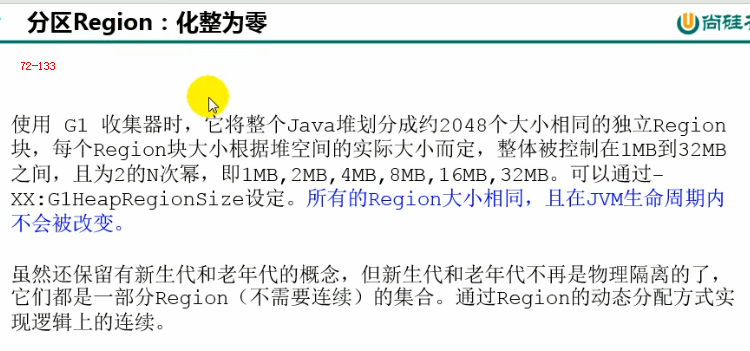 分区Region：化整为零
尚硅
72-133
使用 G1 收集器时，它将整个Java堆划分成约2048个大小相同的独立Region
块，每个Region块大小根据堆空间的实际大小而定，整体被控制在1MB到32MB
之间，且为2的N次幂，即1MB,2MB,4MB,8MB,16MB,32MB。可以通过-
XX:G1HeapRegionSize设定。所有的Region大小相同，且在JVM生命周期内
不会被改变。
虽然还保留有新生代和老年代的概念，但新生代和老年代不再是物理隔离的了，
它们都是一部分Region（不需要连续）的集合。通过Region的动态分配方式实
现逻辑上的连续。